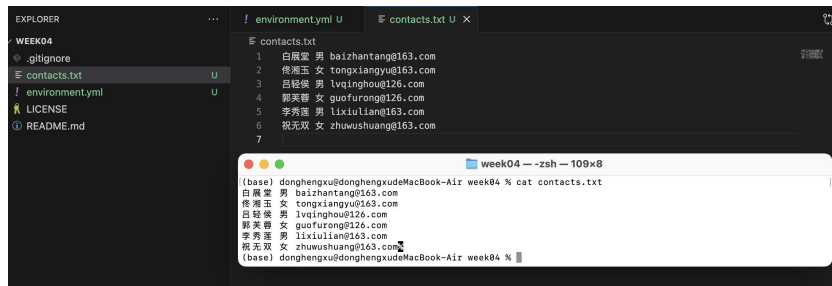 EXPLORER
WEEK04
.gitignore
contacts.txt U
environment.yml U
LICENSE
README.md
! environment.yml U contacts.txt U
contacts.txt
1 白展堂 男 baizhantang@163.com
2 佟湘玉 女 tongxiangyu@163.com
3 吕轻侯 男 lvqinghou@126.com
4 郭芙蓉 女 guofurong@126.com
5 李秀莲 男 lixiulian@163.com
6 祝无双 女 zhuwushuang@163.com
7
week04 — -zsh — 109×8
(base) donghengxu@donghengxudeMacBook-Air week04 % cat contacts.txt
白展堂 男 baizhantang@163.com
佟湘玉 女 tongxiangyu@163.com
吕轻侯 男 lvqinghou@126.com
郭芙蓉 女 guofurong@126.com
李秀莲 男 lixiulian@163.com
祝无双 女 zhuwushuang@163.com%
(base) donghengxu@donghengxudeMacBook-Air week04 %